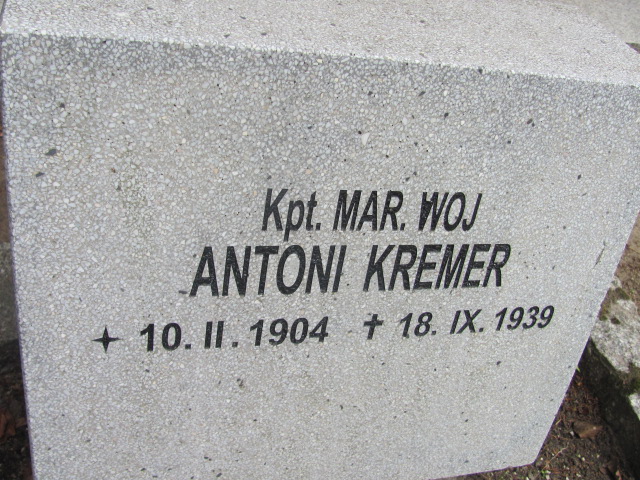 Kpt. MAR. WOJ
ANTONI KREMER
✦ 10. II. 1904 ✝ 18. IX. 1939